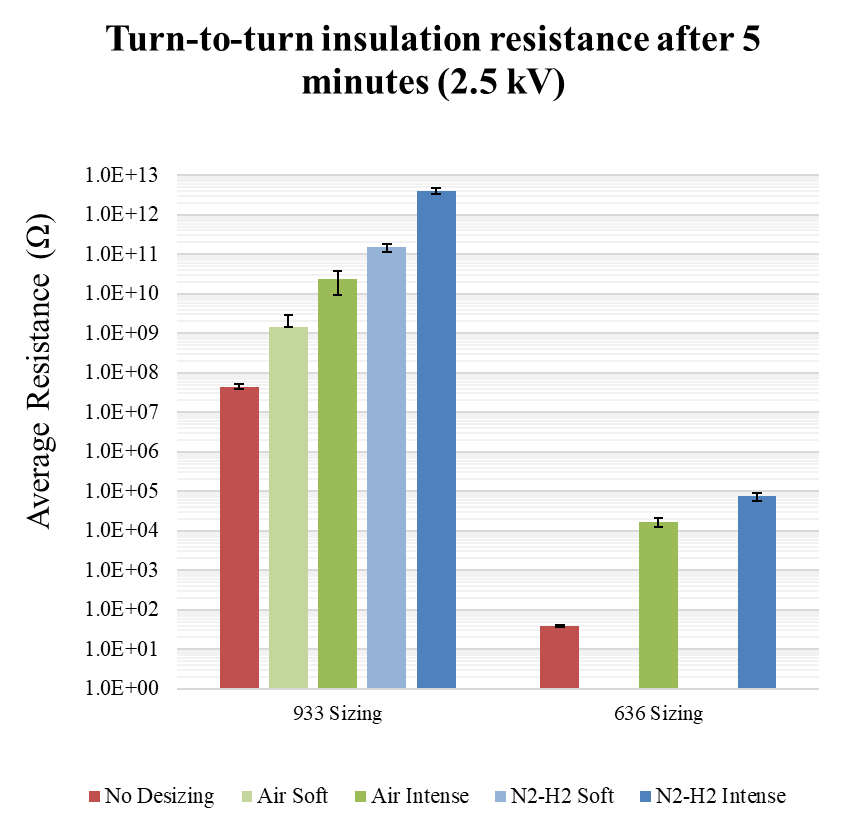 Turn-to-turn insulation resistance after 5
minutes (2.5 kV)
Average Resistance (Ω)
1.0E+13
1.0E+12
1.0E+11
1.0E+10
1.0E+09
1.0E+08
1.0E+07
1.0E+06
1.0E+05
1.0E+04
1.0E+03
1.0E+02
1.0E+01
1.0E+00
933 Sizing 636 Sizing
No Desizing Air Soft Air Intense N2-H2 Soft N2-H2 Intense